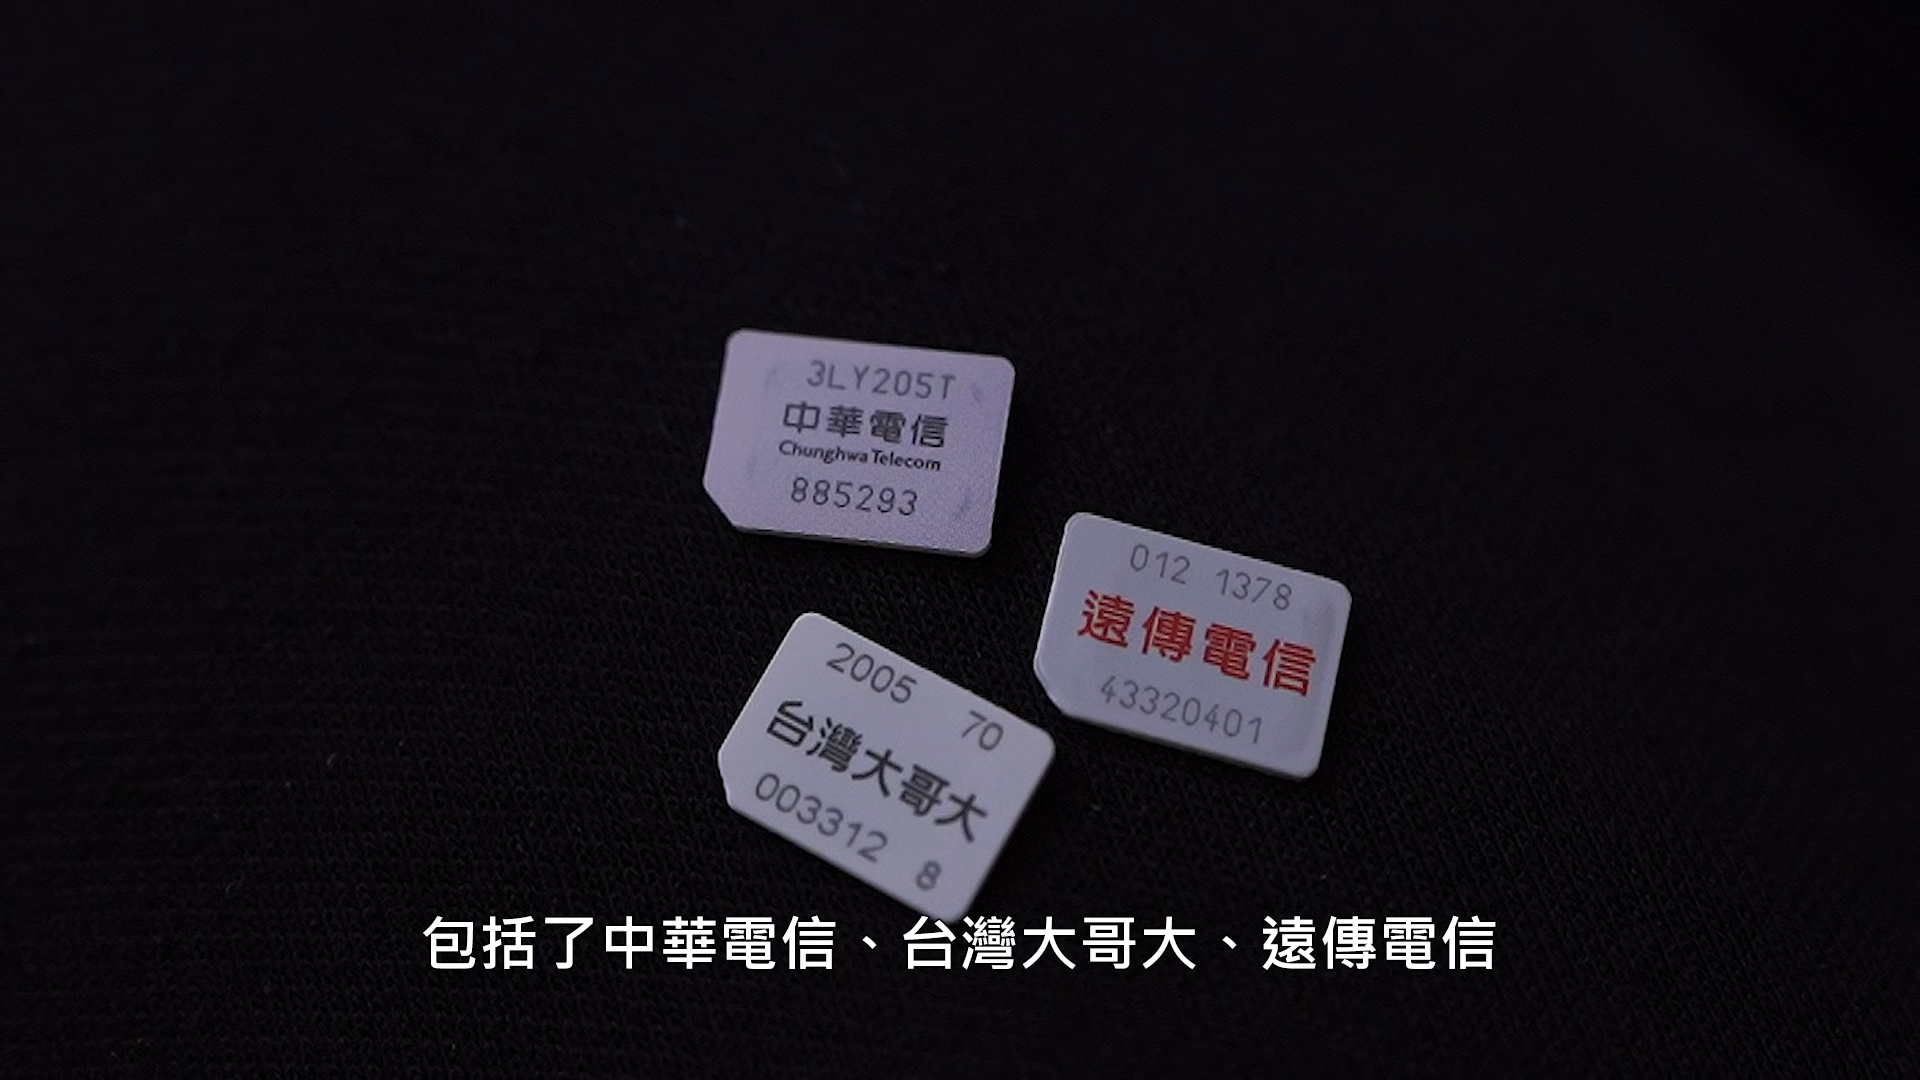 3LY205T
中華電信
Chunghwa Telecom
885293
012 1378
遠傳電信
43320401
2005 70
台灣大哥大
003312 8
包括了中華電信、台灣大哥大、遠傳電信